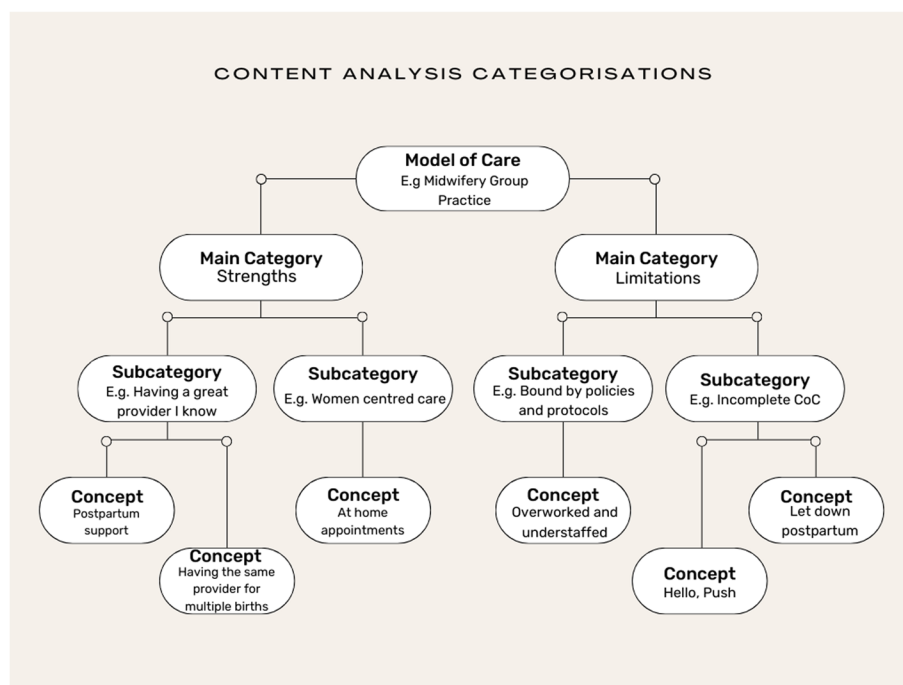 CONTENT ANALYSIS CATEGORISATIONS
Model of Care
E.g Midwifery Group
Practice
Main Category
Strengths
Main Category
Limitations
Subcategory
E.g. Having a great
provider I know
Subcategory
E.g. Women centred care
Subcategory
E.g. Bound by policies
and protocols
Subcategory
E.g. Incomplete CoC
Concept
Postpartum
support
Concept
Having the same
provider for
multiple births
Concept
At home
appointments
Concept
Overworked and
understaffed
Concept
Hello, Push
Concept
Let down
postpartum